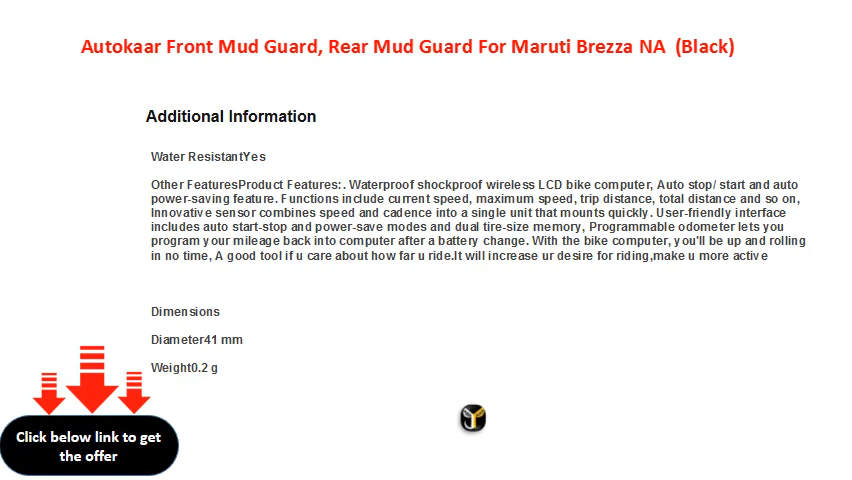 Autokaar Front Mud Guard, Rear Mud Guard For Maruti Brezza NA (Black)
Additional Information
Water ResistantYes
Other FeaturesProduct Features:. Waterproof shockproof wireless LCD bike computer, Auto stop/ start and auto
power-saving feature. Functions include current speed, maximum speed, trip distance, total distance and so on,
Innovative sensor combines speed and cadence into a single unit that mounts quickly. User-friendly interface
includes auto start-stop and power-save modes and dual tire-size memory, Programmable odometer lets you
program your mileage back into computer after a battery change. With the bike computer, you'll be up and rolling
in no time, A good tool if u care about how far u ride.It will increase ur desire for riding,make u more active
Dimensions
Diameter41 mm
Weight0.2 g
Click below link to get
the offer